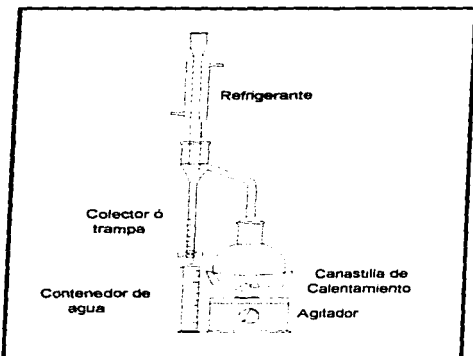 Refrigerante
Colector ó
trampa
Contenedor de
agua
Canastilla de
Calentamiento
Agitador